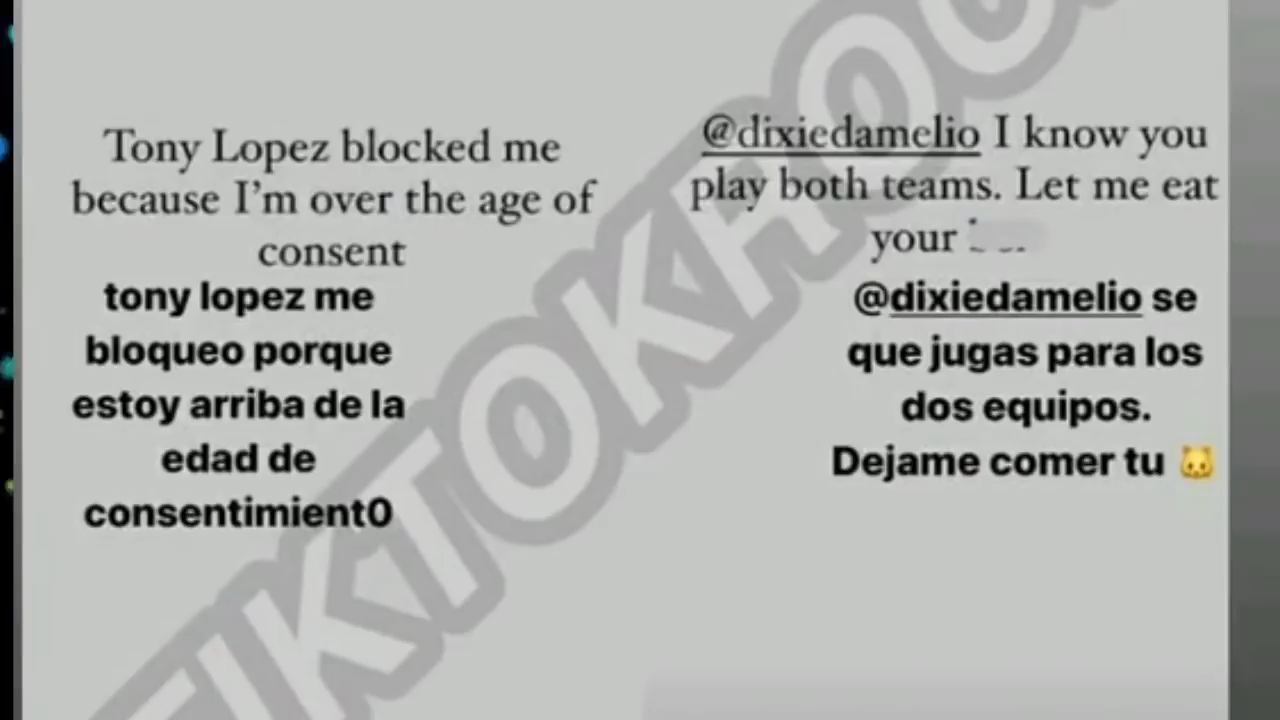 Tony Lopez blocked me
because I'm over the age of
consent
tony lopez me
bloqueo porque
estoy arriba de la
edad de
consentimient0
@dixiedamelio I know you
play both teams. Let me eat
your
@dixiedamelio se
que jugas para los
dos equipos.
Dejame comer tu 🐱
TIKTOKROO